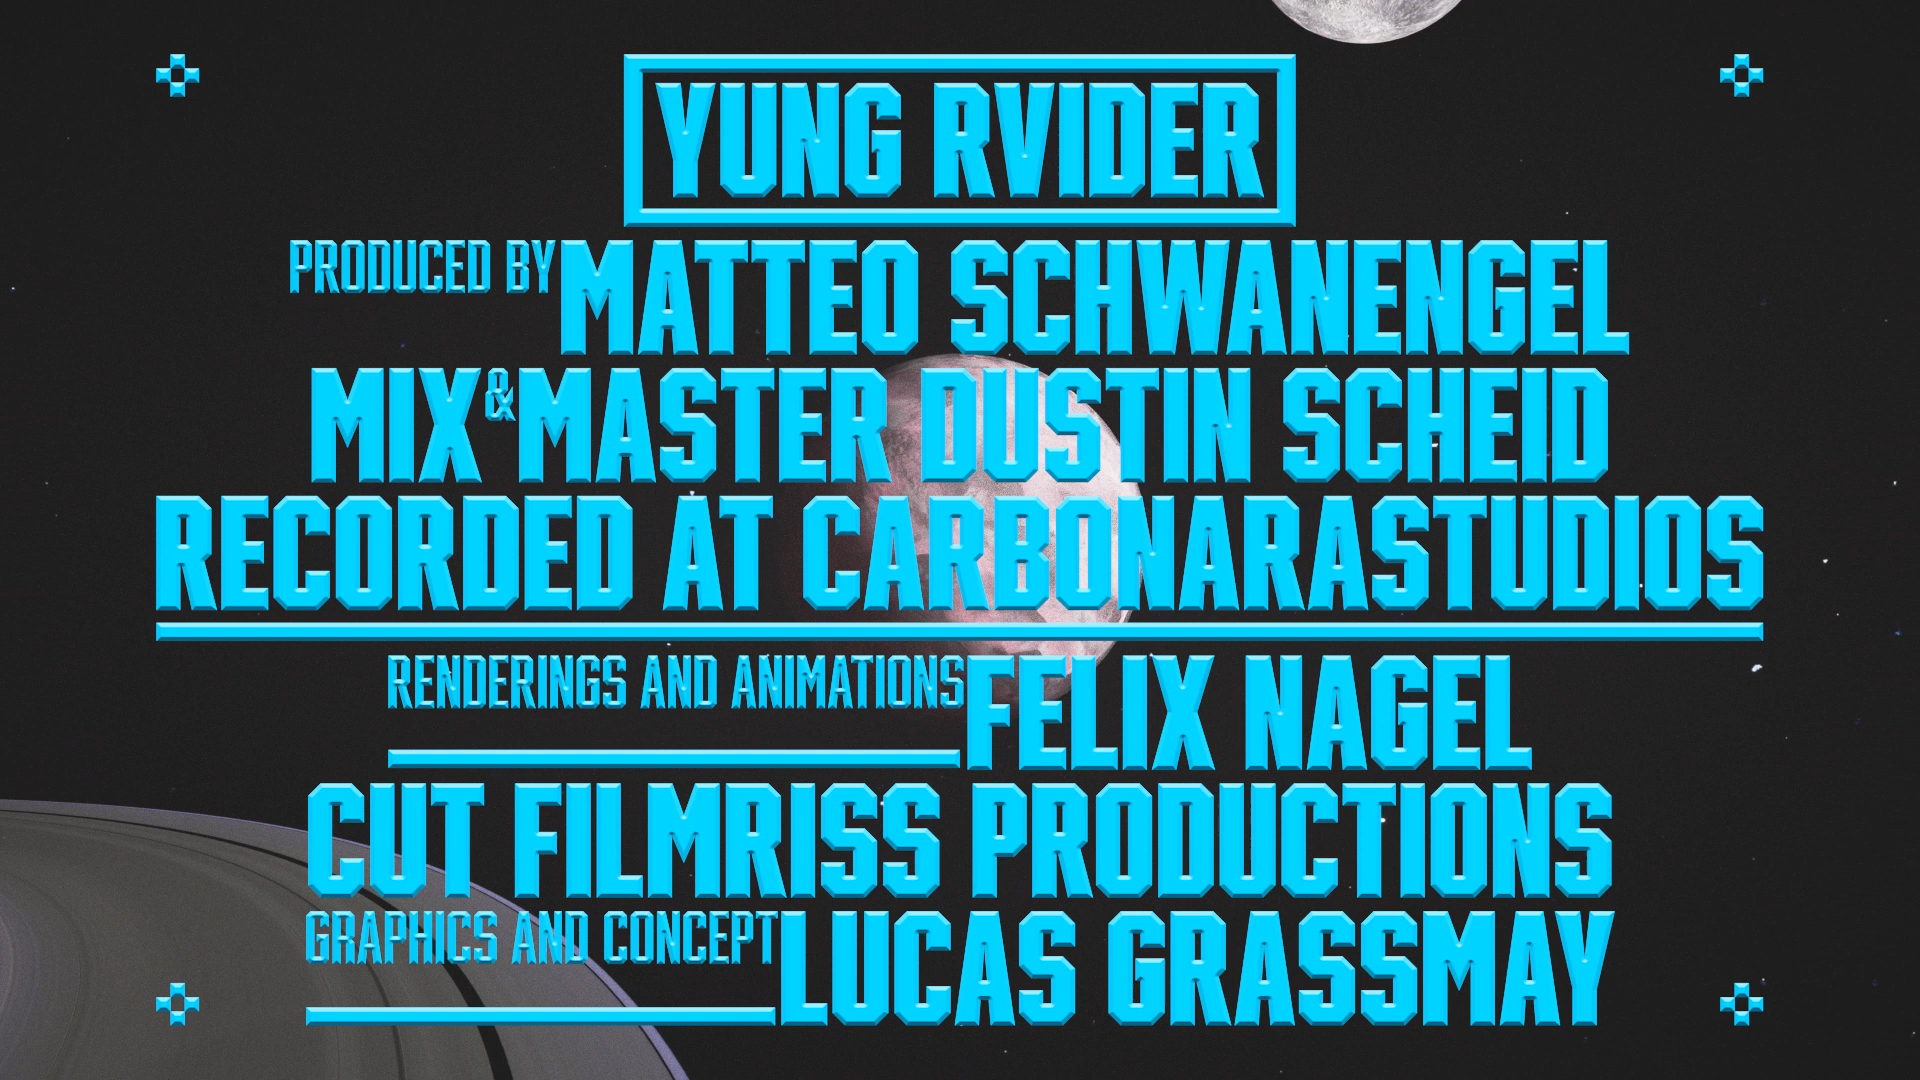 YUNG RVIDER
PRODUCED BY MATTEO SCHWANENGEL
MIX & MASTER DUSTIN SCHEID
RECORDED AT CARBONARASTUDIOS
RENDERINGS AND ANIMATIONS FELIX NAGEL
CUT FILMRISS PRODUCTIONS
GRAPHICS AND CONCEPT LUCAS GRASSMAY